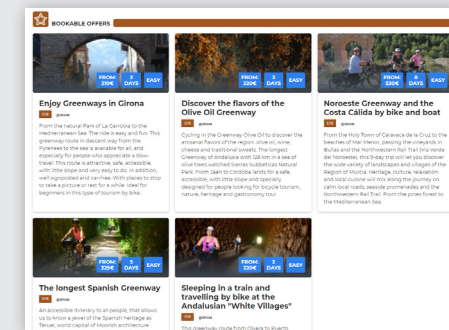 BOOKABLE OFFERS
FROM: 210€
3 DAYS
EASY
Enjoy Greenways in Girona
From the natural Park of La Garrotxa to the
Mediterranean Sea. The ride is easy and fun. This
greenway route in descent way from the
Pyrenees to the sea is available for all, and
especially for people who appreciate a slow-
travel. This route is attractive, safe, accessible,
with little slope and very easy to do. In addition,
well signposted and car-free. With places to stop
to take a picture or rest for a while. Ideal for
beginners in this type of tourism by bike.
FROM: 220€
3 DAYS
EASY
Discover the flavors of the
Olive Oil Greenway
Cycling in the Greenway Olive Oil to discover the
artisanal flavors of the region: olive oil, wine,
cheese and traditional sweets. The longest
Greenway of Andalusia with 128 km in a sea of
olive trees watched Sierras Subbéticas Natural
Park. From Jaén to Córdoba lands for a safe,
accessible, with little slope and specially
designed for people looking for bicycle tourism,
nature, heritage and gastronomy tour.
FROM: 530€
8 DAYS
EASY
Noroeste Greenway and the
Costa Cálida by bike and boat
From the Holy Town of Caravaca de la Cruz to the
beaches of Mar Menor, passing the vineyards in
Bullas and the Northwestern Rail Trail (Vía Verde
del Noroeste), this 9-day trip will let you discover
the wide variety of landscapes and villages of the
Region of Murcia. Heritage, culture, relaxation
and local cuisine will mix along the journey on
calm local roads, seaside promenades and the
Northwestern Rail Trail. From the pines forest to
the Mediterranean Sea.
FROM: 325€
5 DAYS
EASY
The longest Spanish Greenway
An accessible itinerary to all people, that allows
us to know a jewel of the Spanish heritage as
Teruel, world capital of Moorish architecture
FROM: 220€
3 DAYS
EASY
Sleeping in a train and
travelling by bike at the
Andalusian "White Villages"
This greenway route from Olvera to Puerto